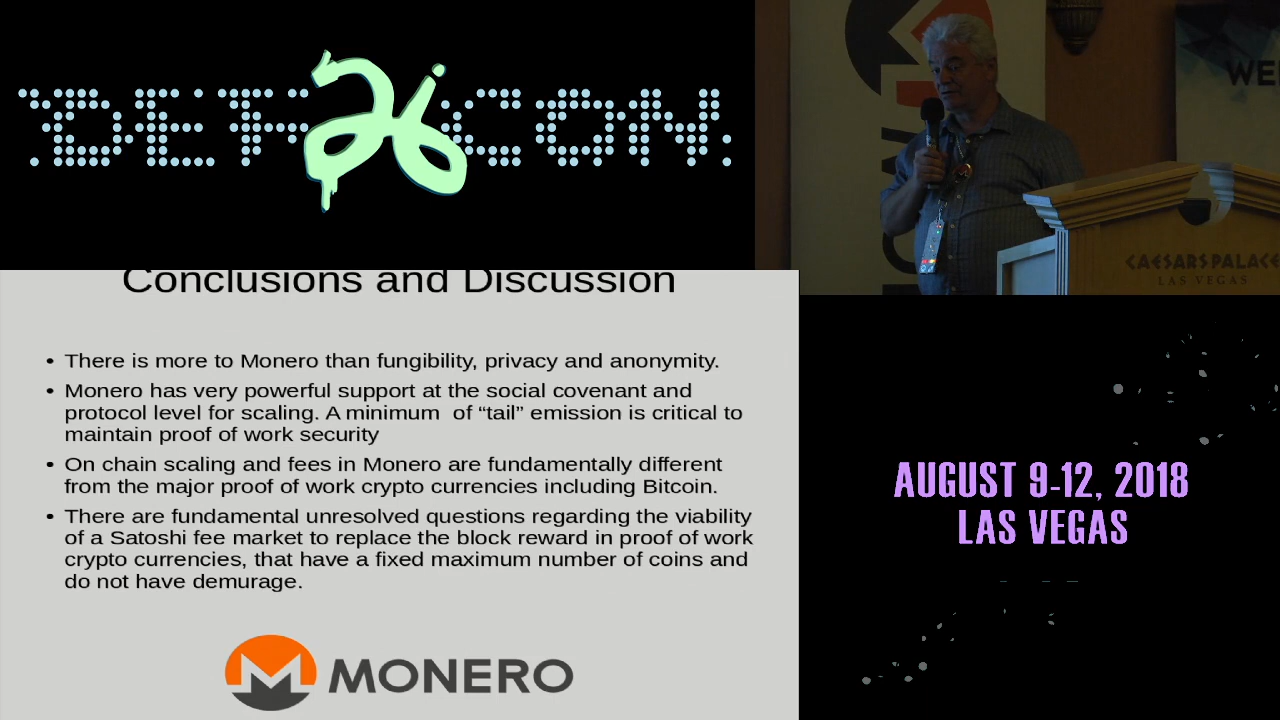 DEF CON
26
WE
CAESARS PALACE
LAS VEGAS
Conclusions and Discussion
• There is more to Monero than fungibility, privacy and anonymity.
• Monero has very powerful support at the social covenant and
protocol level for scaling. A minimum of “tail” emission is critical to
maintain proof of work security
• On chain scaling and fees in Monero are fundamentally different
from the major proof of work crypto currencies including Bitcoin.
• There are fundamental unresolved questions regarding the viability
of a Satoshi fee market to replace the block reward in proof of work
crypto currencies, that have a fixed maximum number of coins and
do not have demurage.
MONERO
AUGUST 9-12, 2018
LAS VEGAS